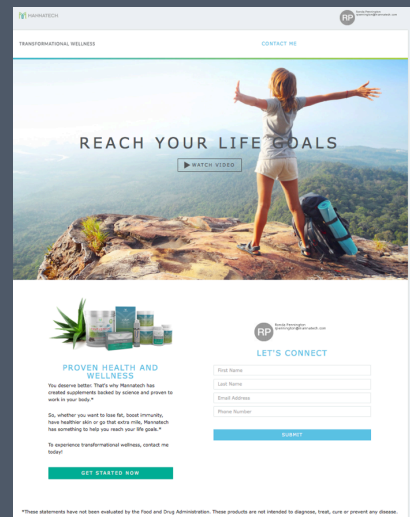 MANNATECH
RP
TRANSFORMATIONAL WELLNESS
CONTACT ME
REACH YOUR LIFE GOALS
WATCH VIDEO
PROVEN HEALTH AND
WELLNESS
You deserve better. That's why Mannatech has
created supplements backed by science and proven to
work in your body.*
So, whether you want to lose fat, boost immunity,
have healthier skin or go that extra mile, Mannatech
has something to help you reach your life goals.*
To experience transformational wellness, contact me
today!
GET STARTED NOW
RP
LET'S CONNECT
First Name
Last Name
Email Address
Phone Number
SUBMIT
*These statements have not been evaluated by the Food and Drug Administration. These products are not intended to diagnose, treat, cure or prevent any disease.